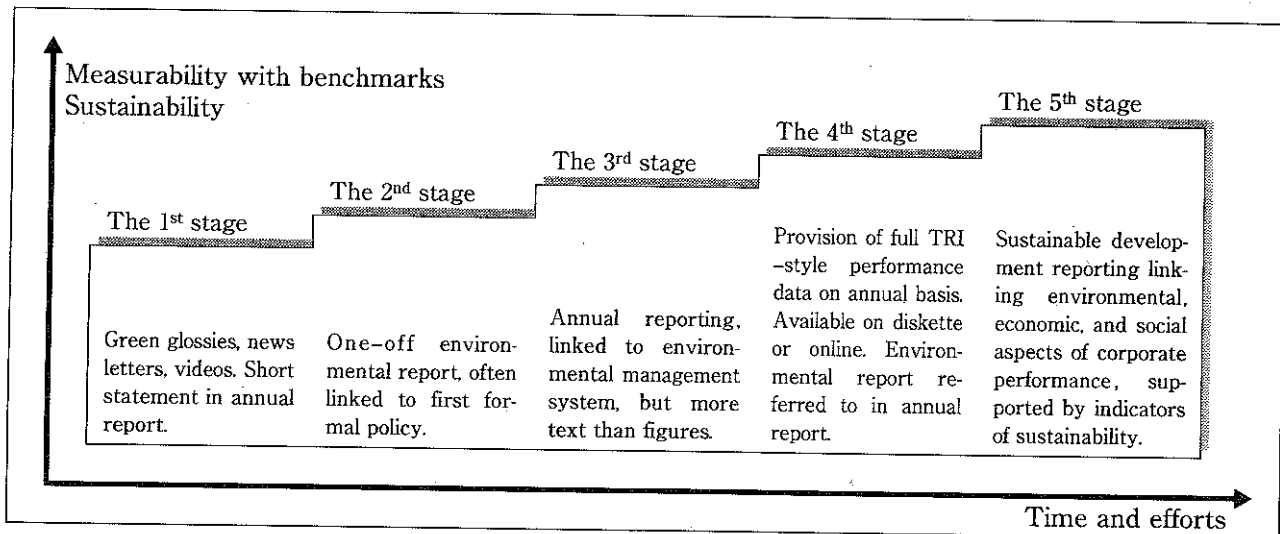 Measurability with benchmarks
Sustainability
The 1st stage
Green glossies, news
letters, videos. Short
statement in annual
report.
The 2nd stage
One-off environ-
mental report, often
linked to first for-
mal policy.
The 3rd stage
Annual reporting,
linked to environ-
mental management
system, but more
text than figures.
The 4th stage
Provision of full TRI
-style performance
data on annual basis.
Available on diskette
or online. Environ-
mental report re-
ferred to in annual
report.
The 5th stage
Sustainable develop-
ment reporting link-
ing environmental,
economic, and social
aspects of corporate
performance, sup-
ported by indicators
of sustainability.
Time and efforts